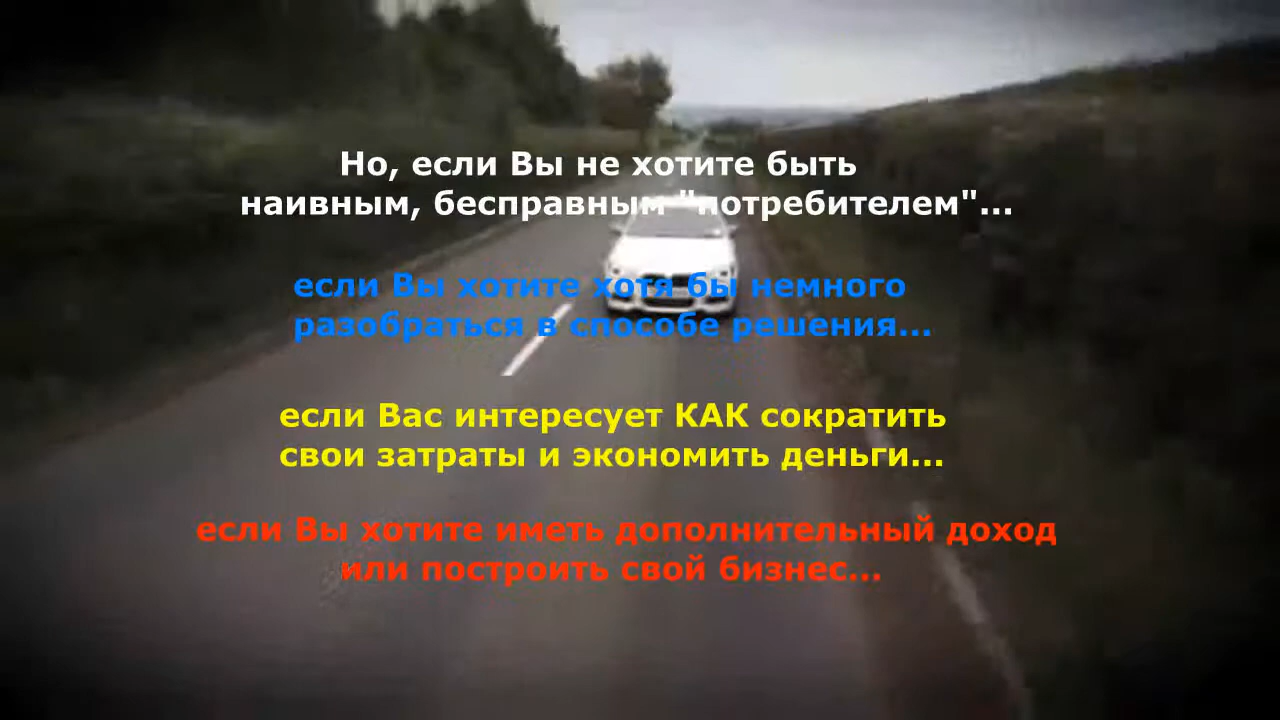 Но, если Вы не хотите быть
наивным, бесправным "потребителем"...
если Вы хотите хотя бы немного
разобраться в способе решения...
если Вас интересует КАК сократить
свои затраты и экономить деньги...
если Вы хотите иметь дополнительный доход
или построить свой бизнес...